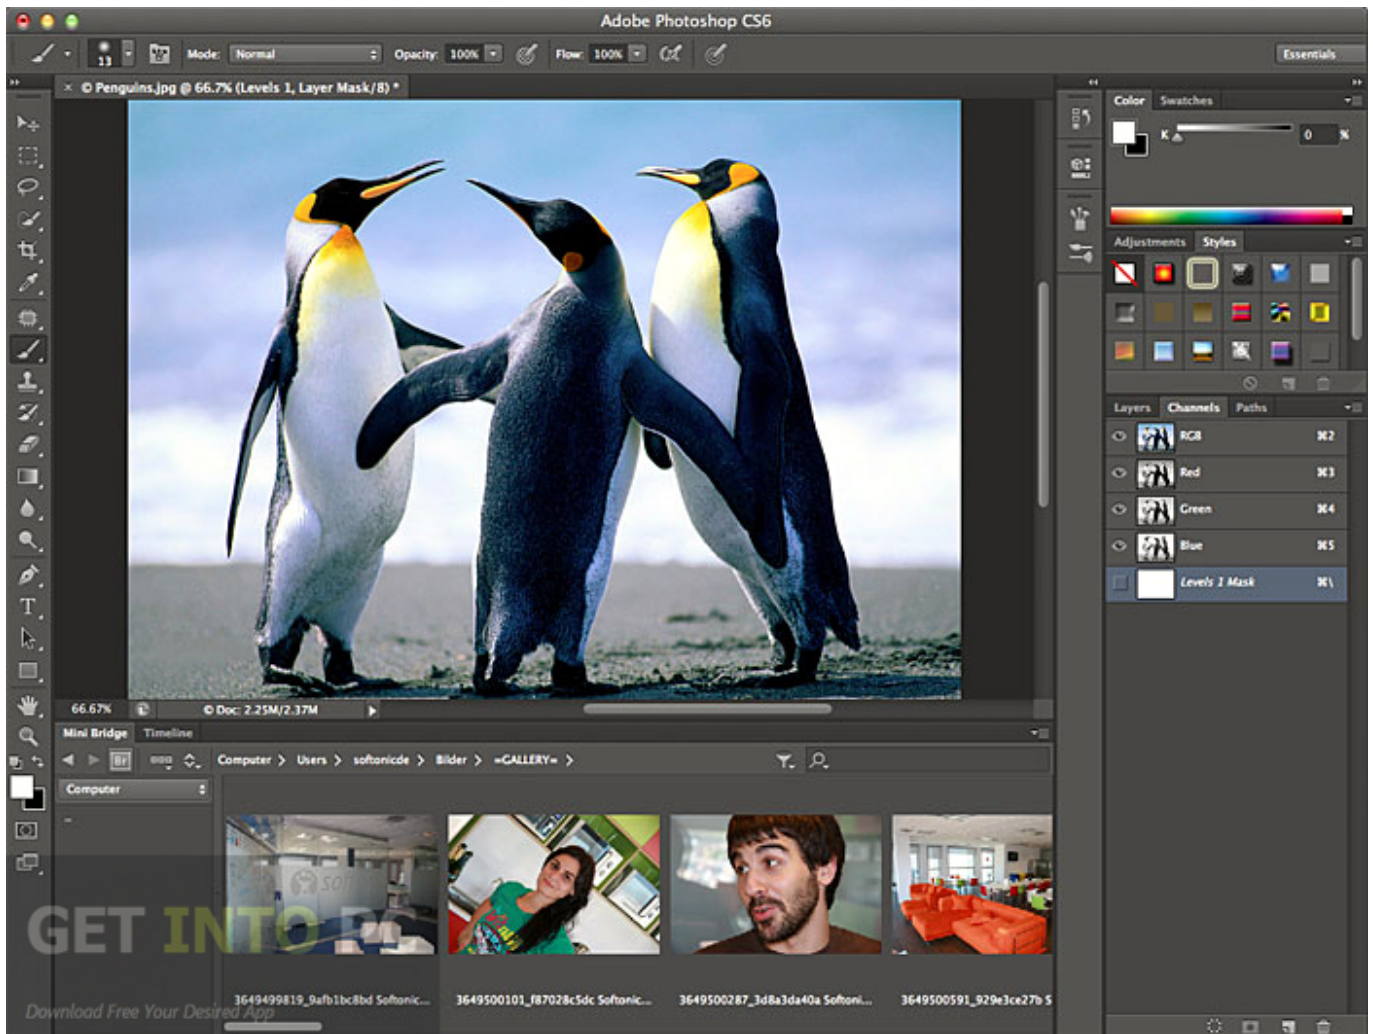 Adobe Photoshop CS6
13 Mode: Normal Opacity: 100% Flow: 100% Essentials
× © Penguins.jpg @ 66.7% (Levels 1, Layer Mask/8) *
Color Swatches
K 0 %
Adjustments Styles
Layers Channels Paths
RGB ⌘2
Red ⌘3
Green ⌘4
Blue ⌘5
Levels 1 Mask ⌘\
T
66.67% © Doc: 2.25M/2.37M
Mini Bridge Timeline
Br Computer > Users > softonicde > Bilder > =GALLERY= >
Computer
GET INTO PC
3649499819_9afb1bc8bd Softonic...
3649500101_f87028c5dc Softonic...
3649500287_3d8a3da40a Softoni...
3649500591_929e3ce27b S
Download Free Your Desired App